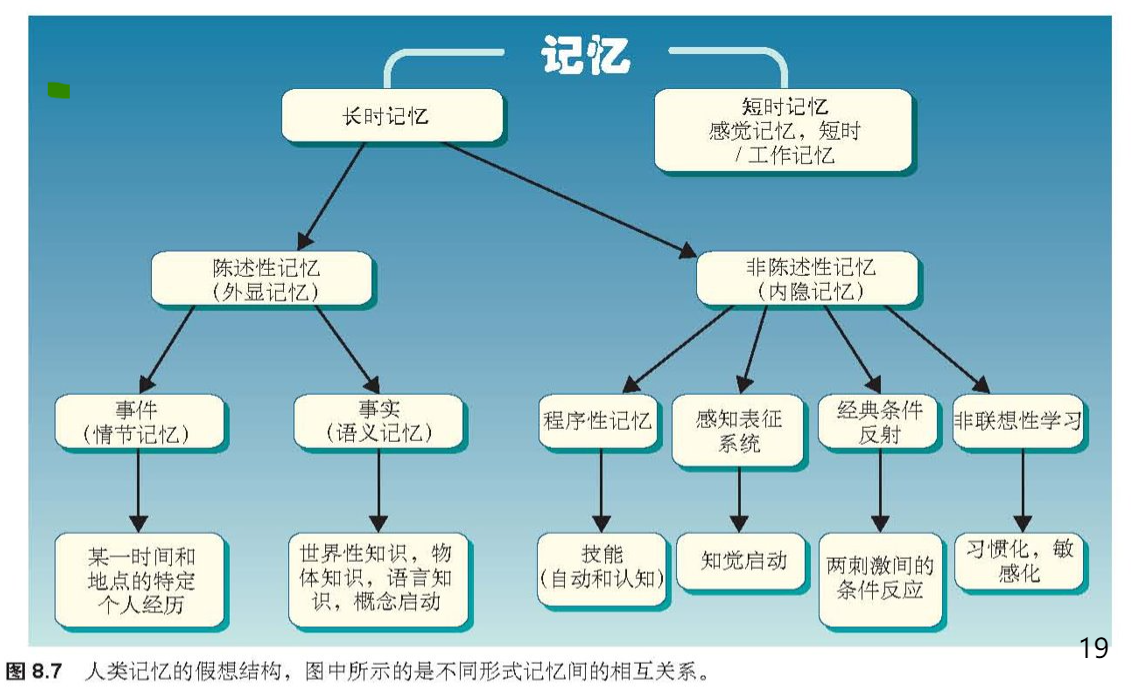 记忆
长时记忆
短时记忆
感觉记忆，短时
/ 工作记忆
陈述性记忆
(外显记忆)
非陈述性记忆
(内隐记忆)
事件
(情节记忆)
事实
(语义记忆)
程序性记忆
感知表征
系统
经典条件
反射
非联想性学习
某一时间和
地点的特定
个人经历
世界性知识，物
体知识，语言知
识，概念启动
技能
(自动和认知)
知觉启动
两刺激间的
条件反应
习惯化，敏
感化
19
图 8.7 人类记忆的假想结构，图中所示的是不同形式记忆间的相互关系。